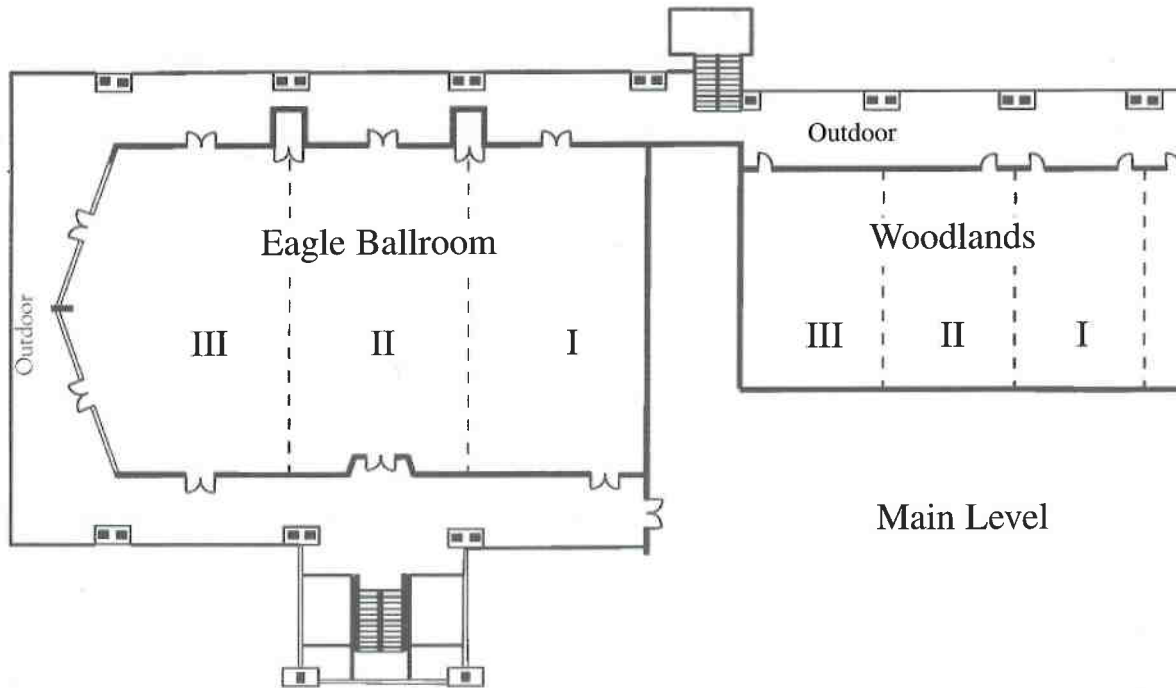 Outdoor
Eagle Ballroom
Woodlands
Outdoor
III
II
I
III
II
I
Main Level